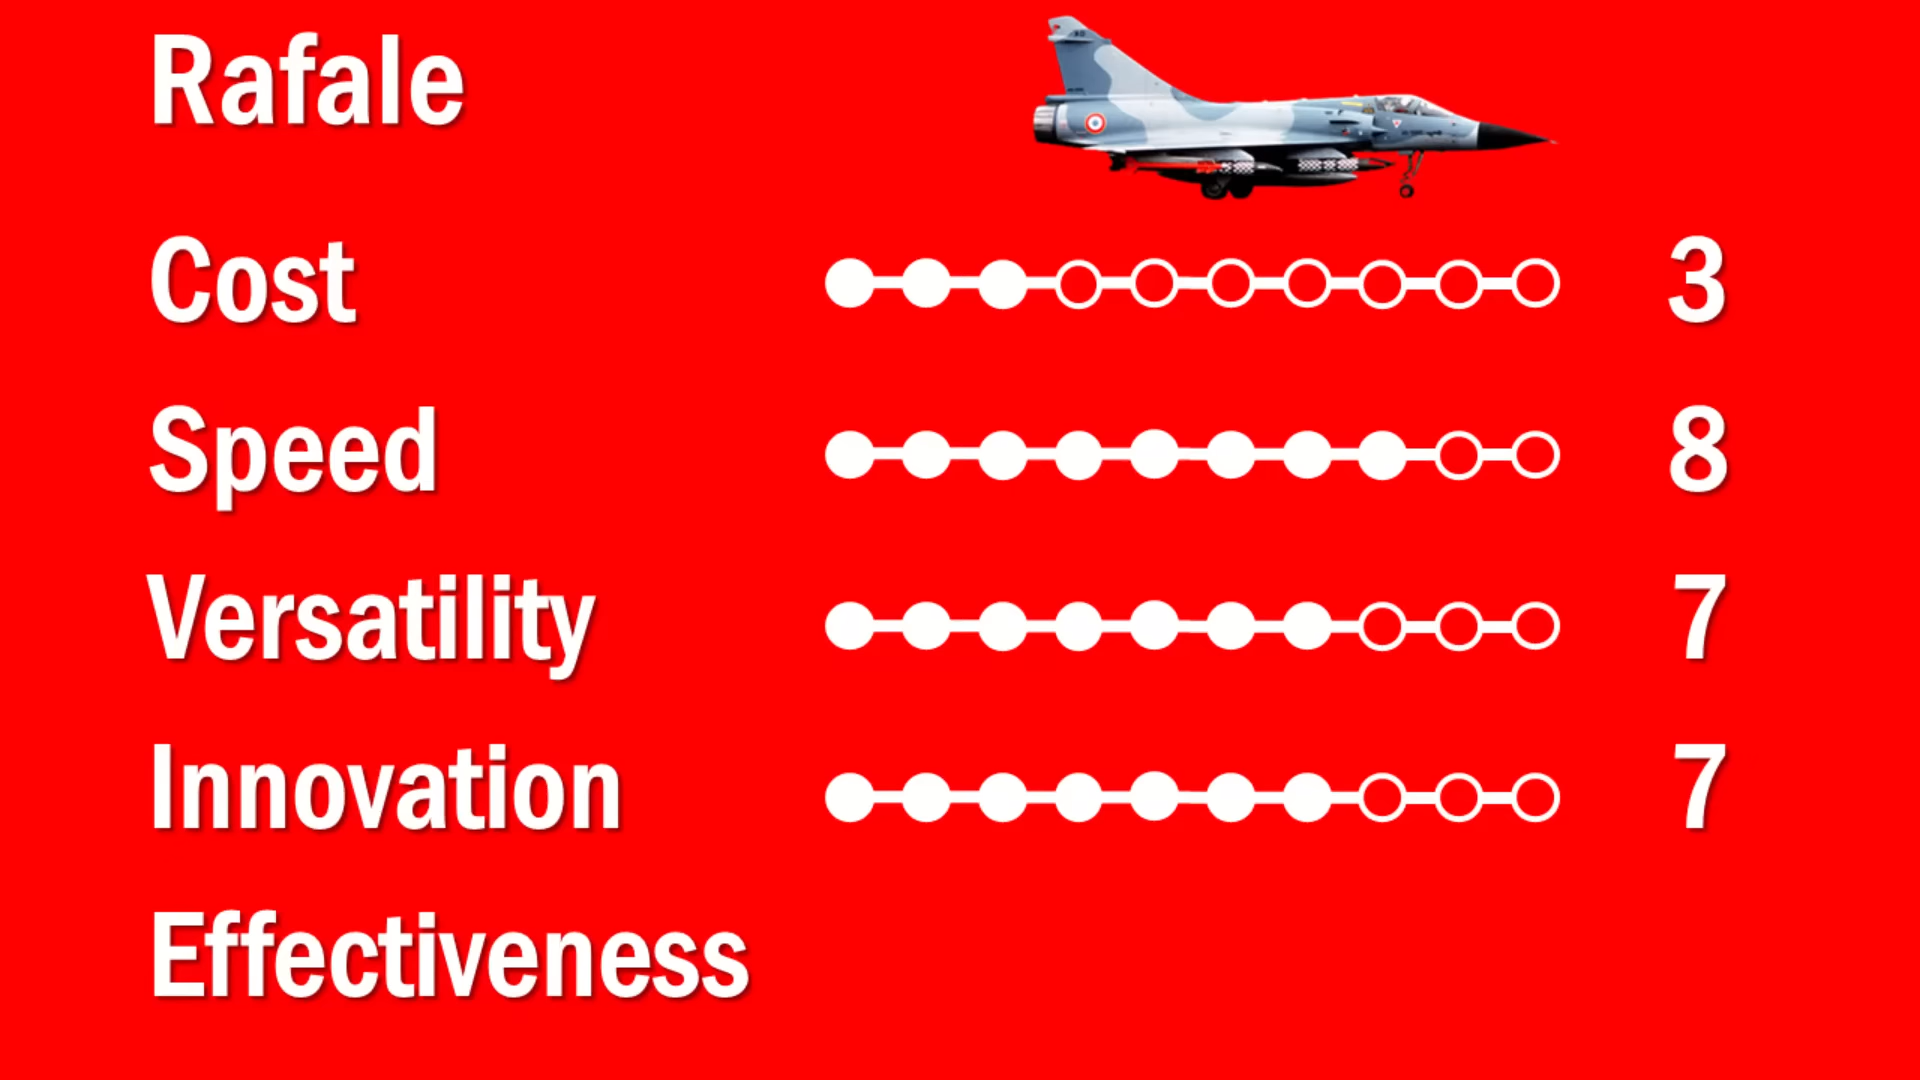 Rafale
Cost 3
Speed 8
Versatility 7
Innovation 7
Effectiveness